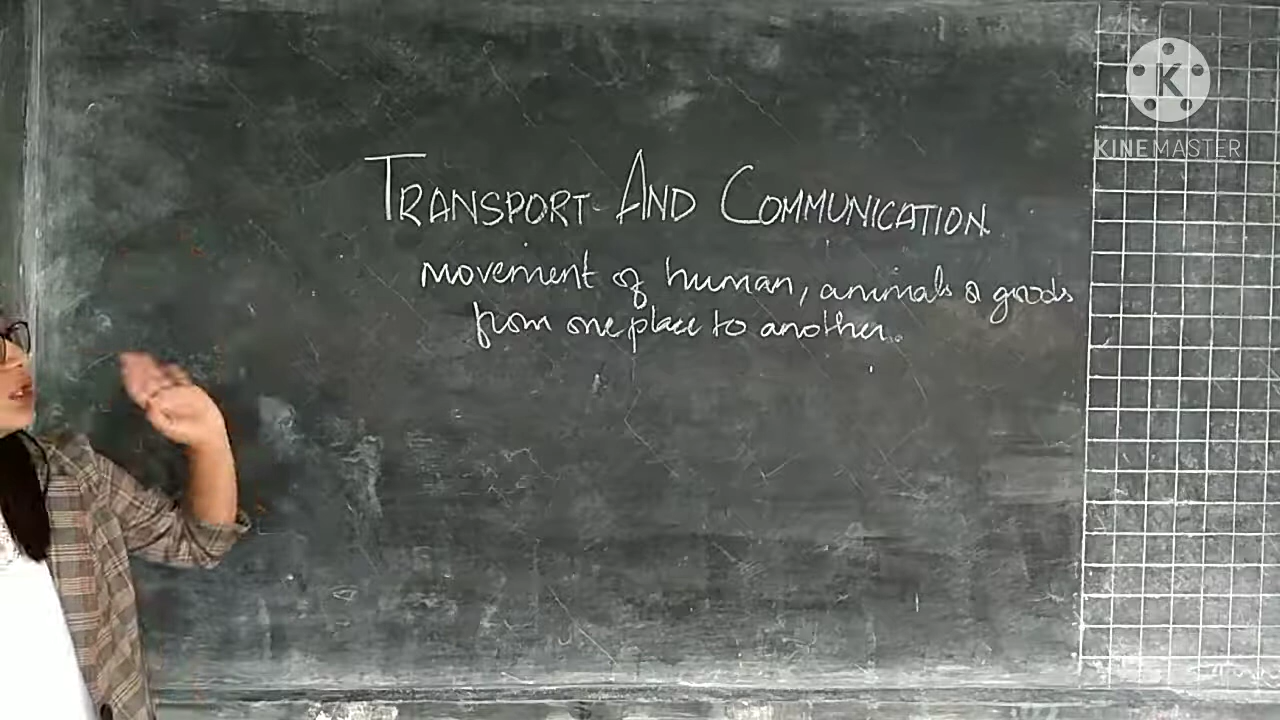 TRANSPORT AND COMMUNICATION
movement of human, animals & goods
from one place to another.
K
KINEMASTER